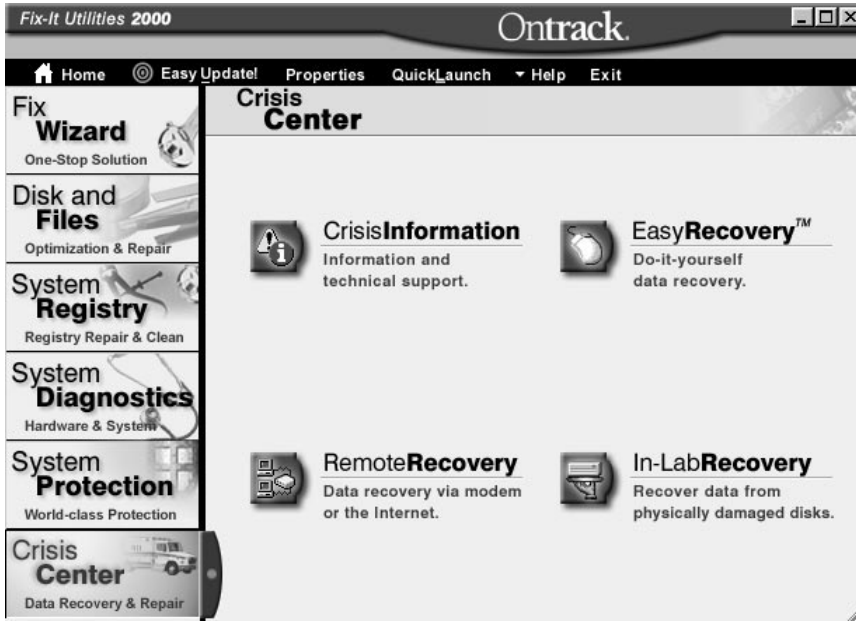 Fix-It Utilities 2000
Ontrack.
Home Easy Update! Properties QuickLaunch Help Exit
Fix
Wizard
One-Stop Solution
Disk and
Files
Optimization & Repair
System
Registry
Registry Repair & Clean
System
Diagnostics
Hardware & System
System
Protection
World-class Protection
Crisis
Center
Data Recovery & Repair
Crisis
Center
CrisisInformation
Information and
technical support.
EasyRecovery™
Do-it-yourself
data recovery.
RemoteRecovery
Data recovery via modem
or the Internet.
In-LabRecovery
Recover data from
physically damaged disks.